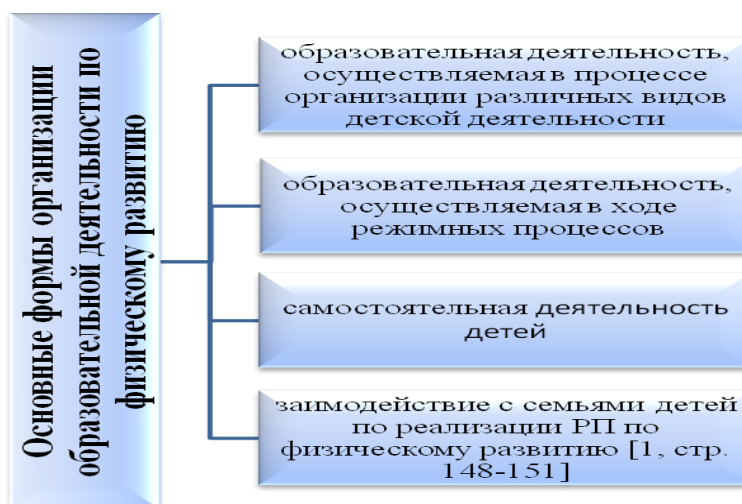 Основные формы организации
образовательной деятельности по
физическому развитию
образовательная деятельность,
осуществляемая в процессе
организации различных видов
детской деятельности
образовательная деятельность,
осуществляемая в ходе
режимных процессов
самостоятельная деятельность
детей
заимодействие с семьями детей
по реализации РП по
физическому развитию [1, стр.
148-151]